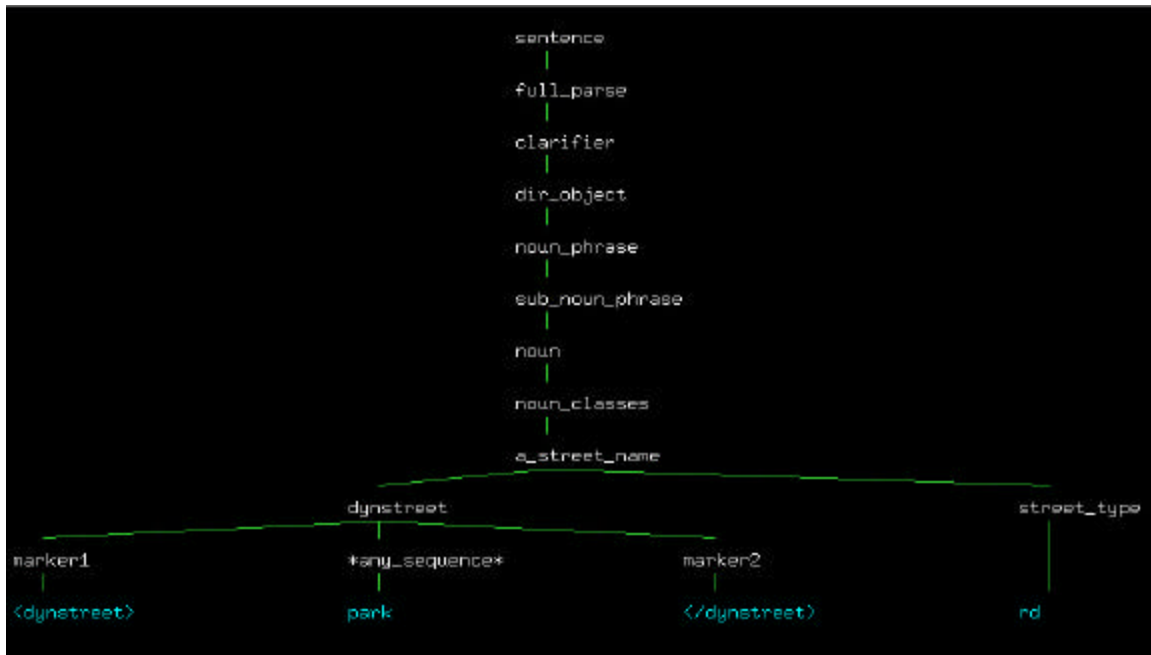 sentence
full_parse
clarifier
dir_object
noun_phrase
sub_noun_phrase
noun
noun_classes
a_street_name
dynstreet street_type
marker1 *any_sequence* marker2
<dynstreet> park </dynstreet> rd